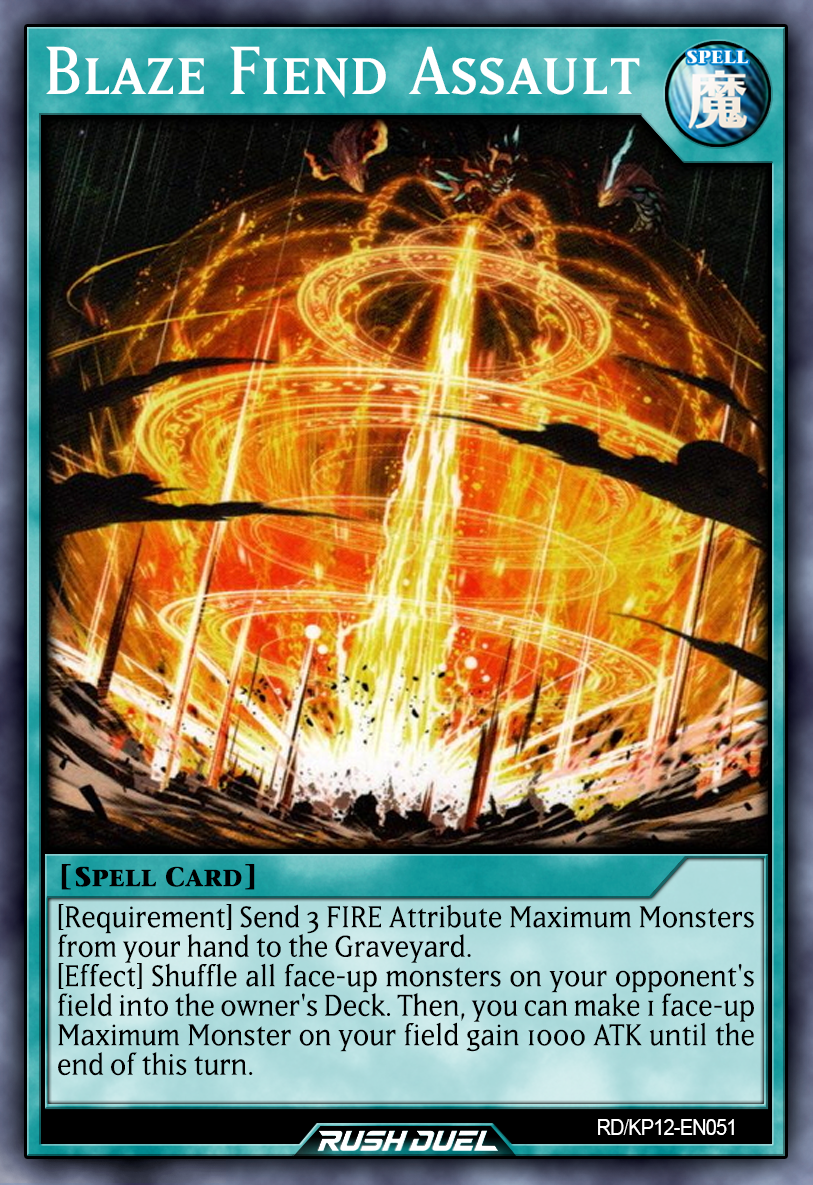 Blaze Fiend Assault
SPELL
魔
[Spell Card]
[Requirement] Send 3 FIRE Attribute Maximum Monsters
from your hand to the Graveyard.
[Effect] Shuffle all face-up monsters on your opponent's
field into the owner's Deck. Then, you can make 1 face-up
Maximum Monster on your field gain 1000 ATK until the
end of this turn.
RD/KP12-EN051
RUSH DUEL